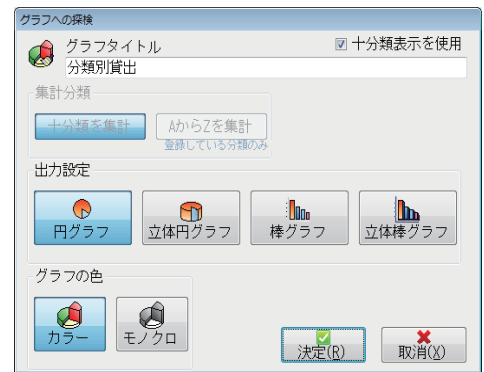 グラフへの探検
グラフタイトル
十分類表示を使用
分類別貸出
集計分類
十分類を集計
AからZを集計
登録している分類のみ
出力設定
円グラフ
立体円グラフ
棒グラフ
立体棒グラフ
グラフの色
カラー
モノクロ
決定(R)
取消(X)